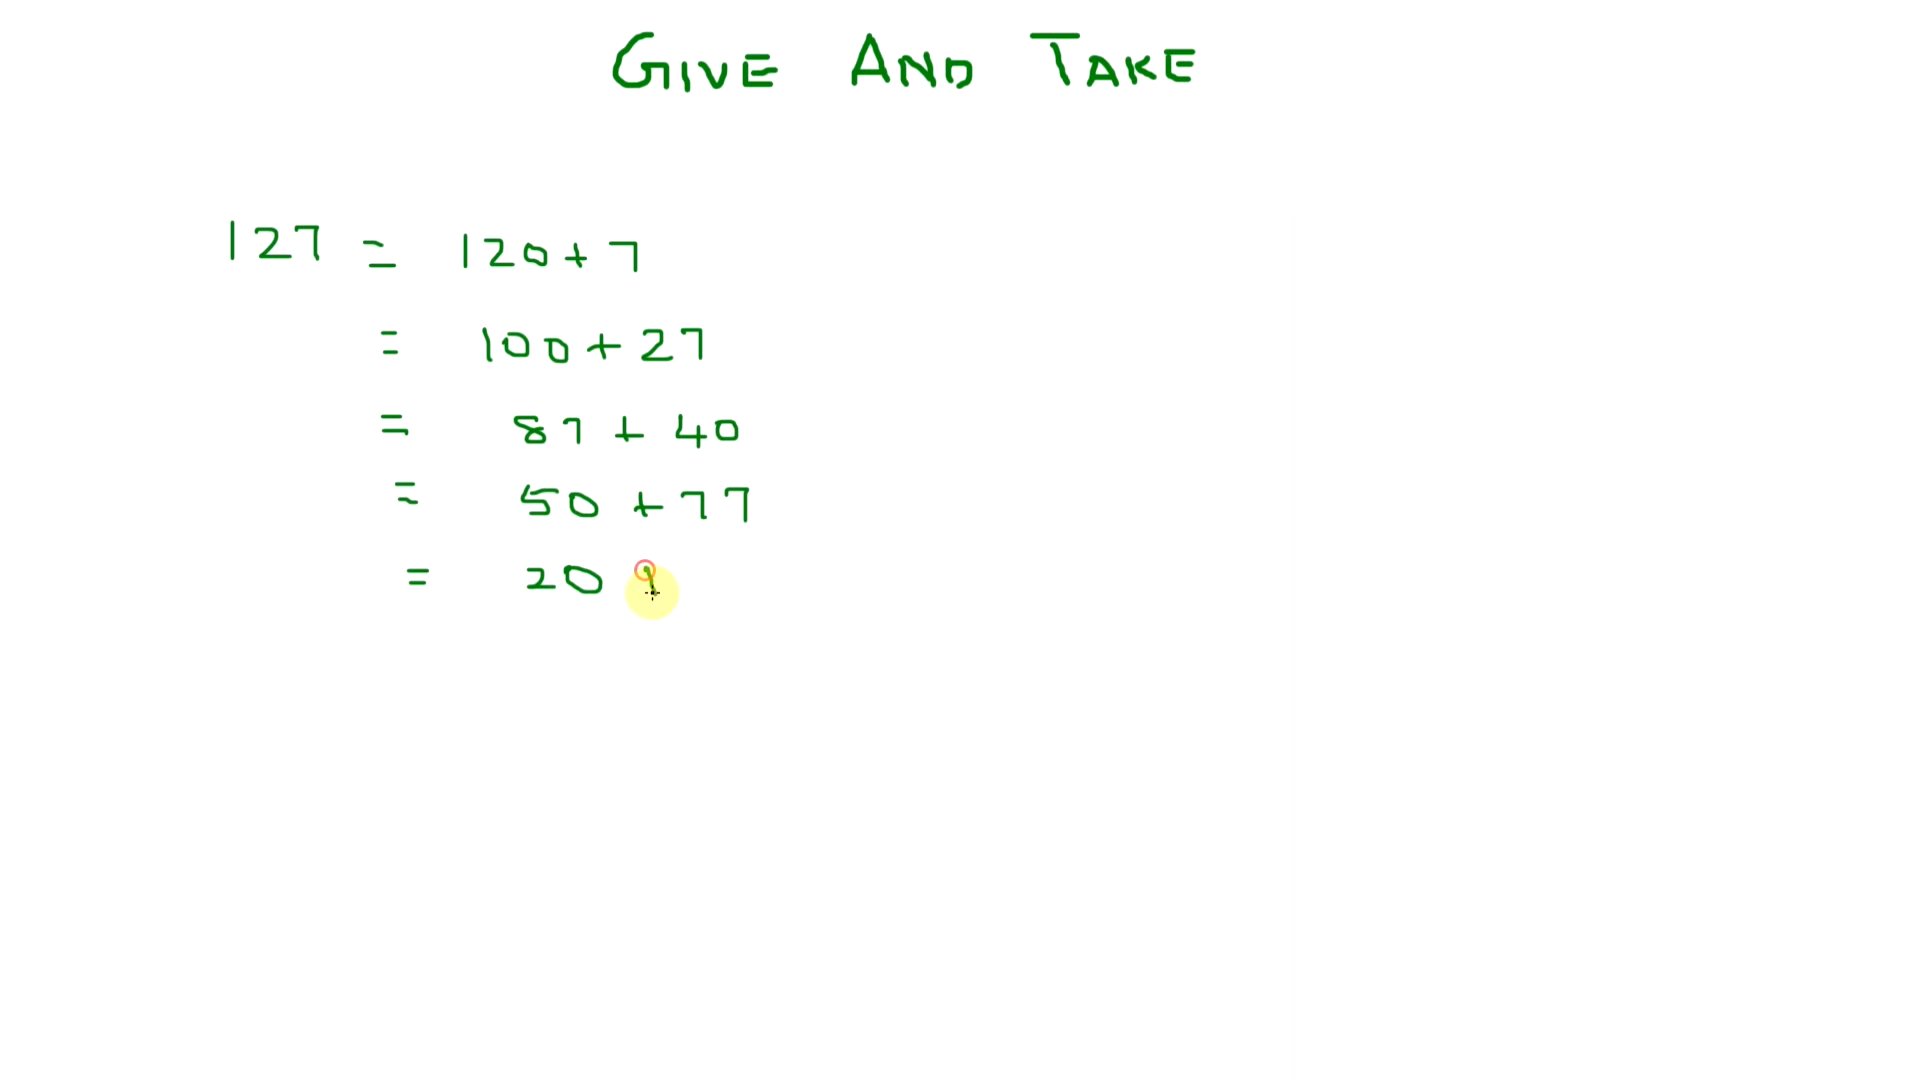 GIVE AND TAKE
127 = 120 + 7
= 100 + 27
= 87 + 40
= 50 + 77
= 20